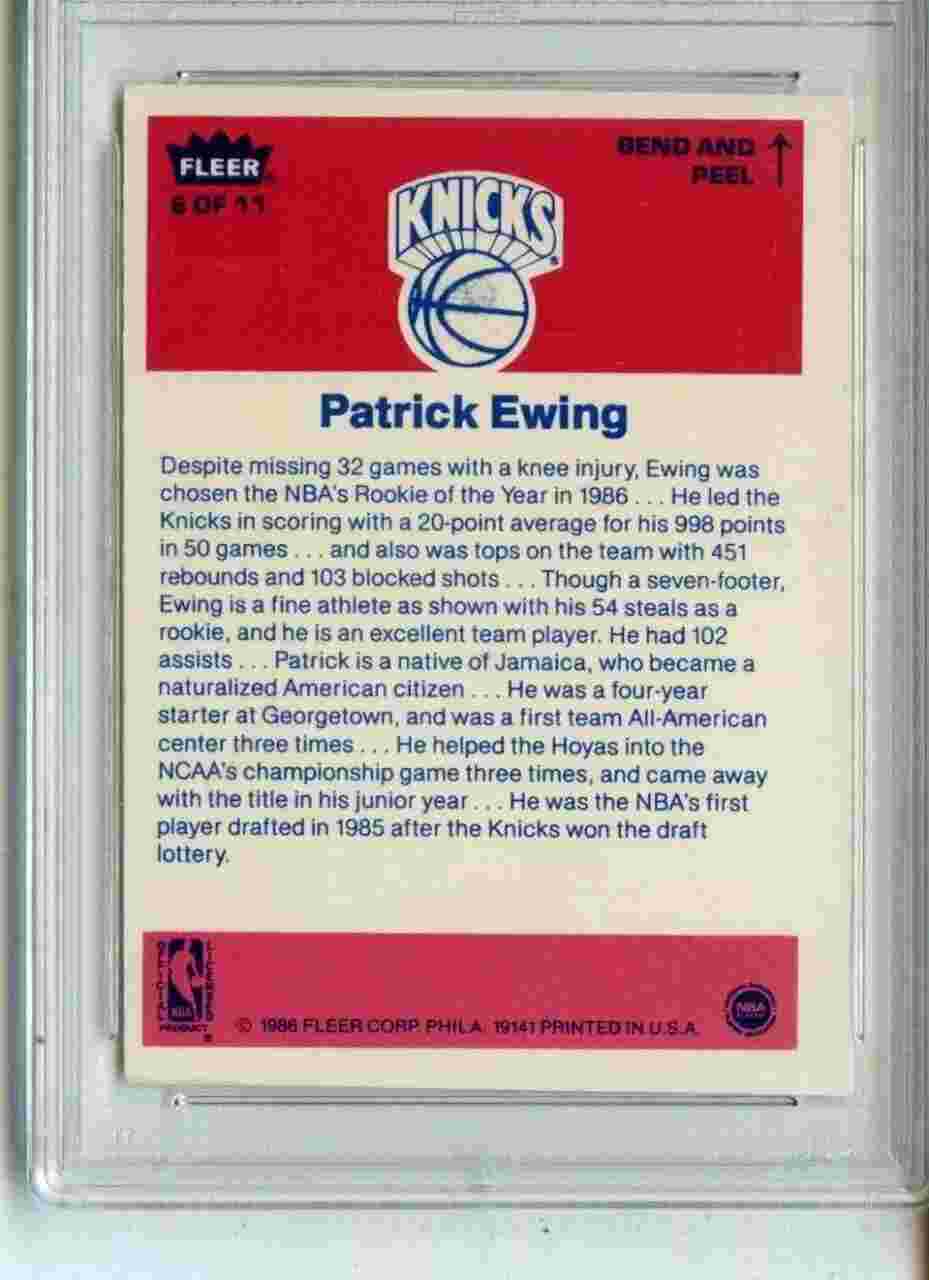 FLEER
6 OF 11
BEND AND
PEEL
KNICKS
Patrick Ewing
Despite missing 32 games with a knee injury, Ewing was
chosen the NBA's Rookie of the Year in 1986 . . . He led the
Knicks in scoring with a 20-point average for his 998 points
in 50 games . . . and also was tops on the team with 451
rebounds and 103 blocked shots . . . Though a seven-footer,
Ewing is a fine athlete as shown with his 54 steals as a
rookie, and he is an excellent team player. He had 102
assists . . . Patrick is a native of Jamaica, who became a
naturalized American citizen . . . He was a four-year
starter at Georgetown, and was a first team All-American
center three times . . . He helped the Hoyas into the
NCAA's championship game three times, and came away
with the title in his junior year . . . He was the NBA's first
player drafted in 1985 after the Knicks won the draft
lottery.
OFFICIAL
NBA
LICENSED
PRODUCT
© 1986 FLEER CORP. PHILA. 19141 PRINTED IN U.S.A.
NBA